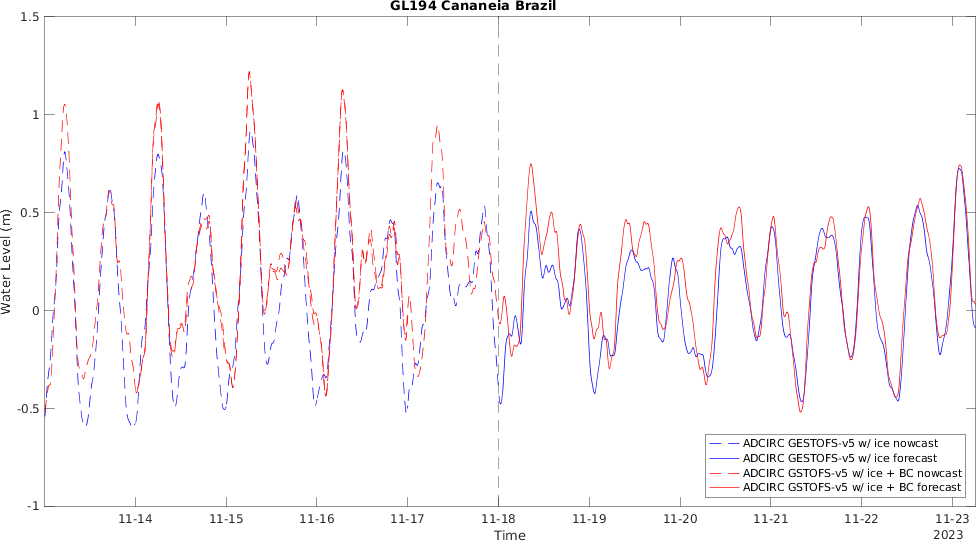 GL194 Cananeia Brazil
1.5
1
0.5
0
-0.5
-1
Water Level (m)
ADCIRC GESTOFS-v5 w/ ice nowcast
ADCIRC GESTOFS-v5 w/ ice forecast
ADCIRC GSTOFS-v5 w/ ice + BC nowcast
ADCIRC GSTOFS-v5 w/ ice + BC forecast
11-14 11-15 11-16 11-17 11-18 11-19 11-20 11-21 11-22 11-23
Time 2023